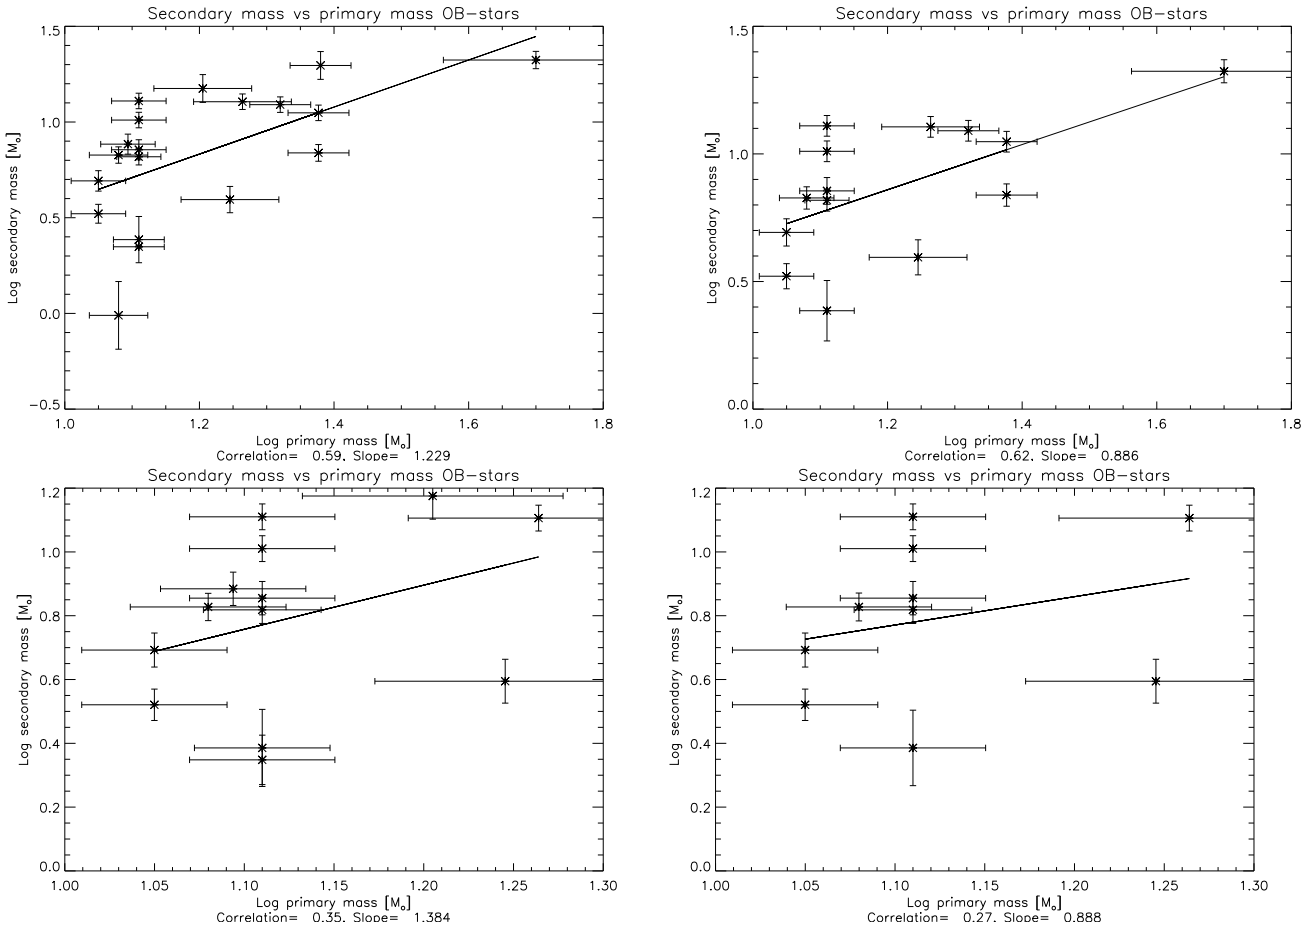 Secondary mass vs primary mass OB-stars
Log secondary mass [M₀]
1.5
1.0
0.5
0.0
-0.5
1.0 1.2 1.4 1.6 1.8
Log primary mass [M₀]
Correlation= 0.59, Slope= 1.229
Secondary mass vs primary mass OB-stars
Log secondary mass [M₀]
1.5
1.0
0.5
0.0
1.0 1.2 1.4 1.6 1.8
Log primary mass [M₀]
Correlation= 0.62, Slope= 0.886
Secondary mass vs primary mass OB-stars
Log secondary mass [M₀]
1.2
1.0
0.8
0.6
0.4
0.2
0.0
1.00 1.05 1.10 1.15 1.20 1.25 1.30
Log primary mass [M₀]
Correlation= 0.35, Slope= 1.384
Secondary mass vs primary mass OB-stars
Log secondary mass [M₀]
1.2
1.0
0.8
0.6
0.4
0.2
0.0
1.00 1.05 1.10 1.15 1.20 1.25 1.30
Log primary mass [M₀]
Correlation= 0.27, Slope= 0.888